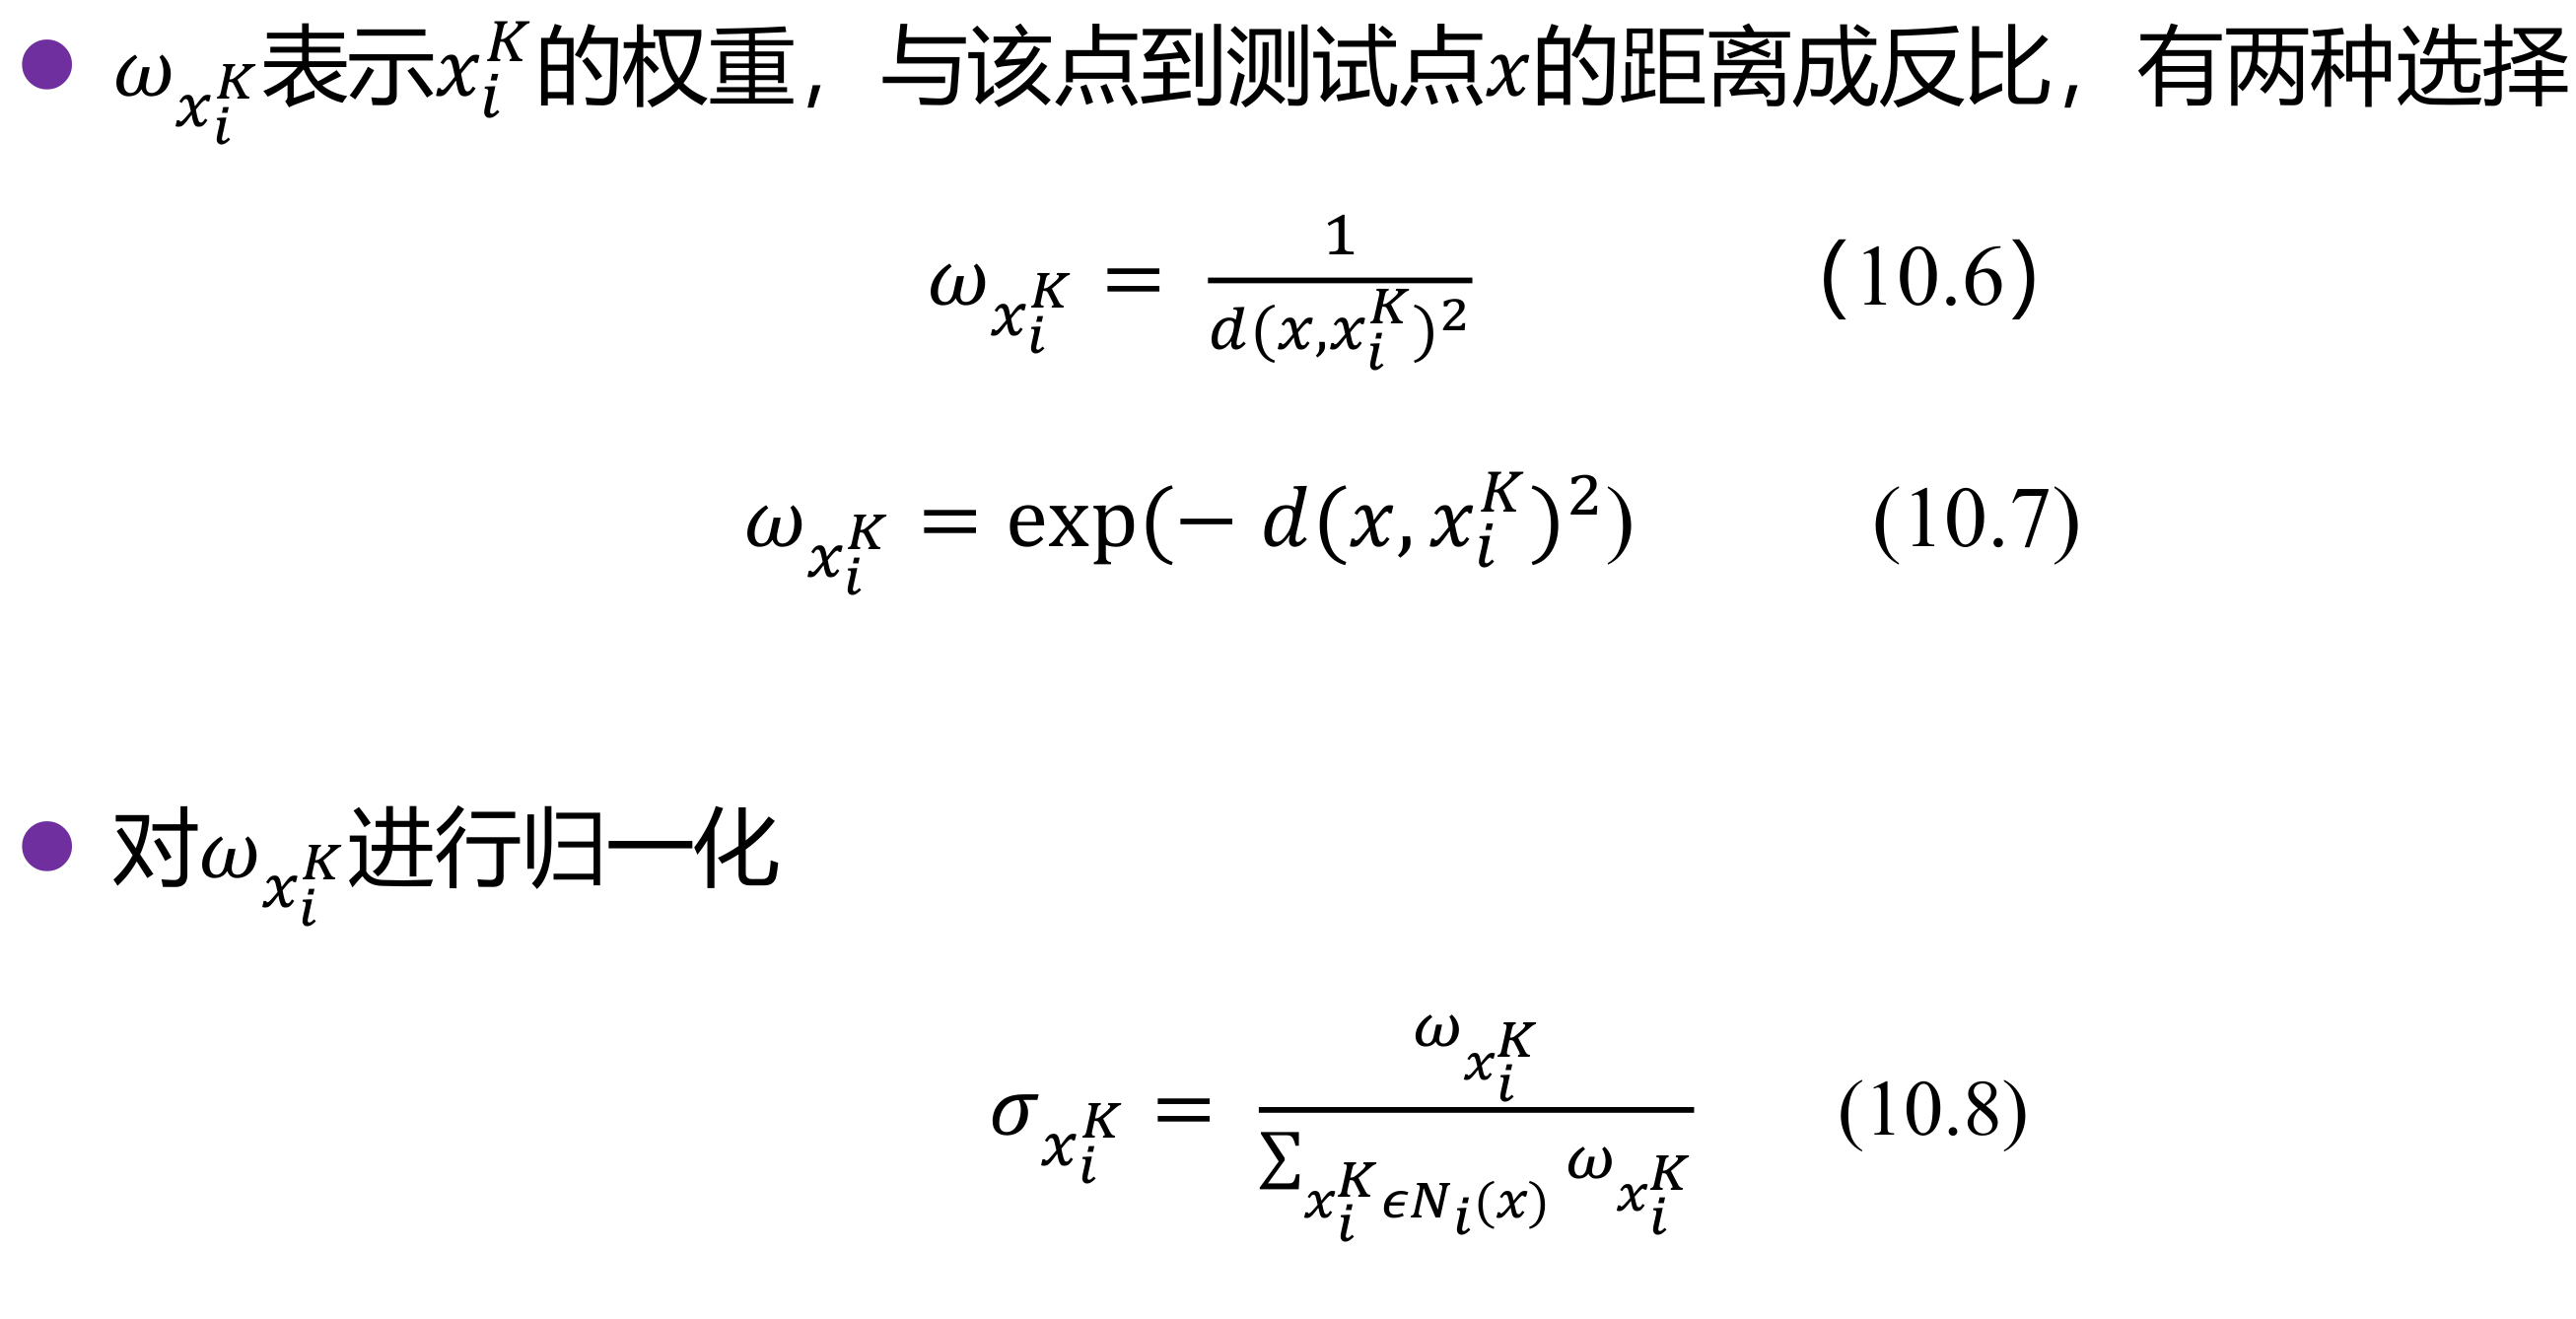 ● $\omega_{x_i^K}$表示$x_i^K$的权重，与该点到测试点$x$的距离成反比，有两种选择
$\omega_{x_i^K} = \frac{1}{d(x,x_i^K)^2}$ （10.6）
$\omega_{x_i^K} = \exp(- d(x,x_i^K)^2)$ (10.7)
● 对$\omega_{x_i^K}$进行归一化
$\sigma_{x_i^K} = \frac{\omega_{x_i^K}}{\sum_{x_i^K \epsilon N_i(x)} \omega_{x_i^K}}$ (10.8)